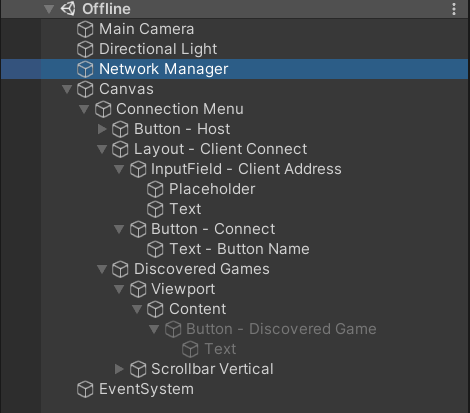 Offline
Main Camera
Directional Light
Network Manager
Canvas
Connection Menu
Button - Host
Layout - Client Connect
InputField - Client Address
Placeholder
Text
Button - Connect
Text - Button Name
Discovered Games
Viewport
Content
Button - Discovered Game
Text
Scrollbar Vertical
EventSystem